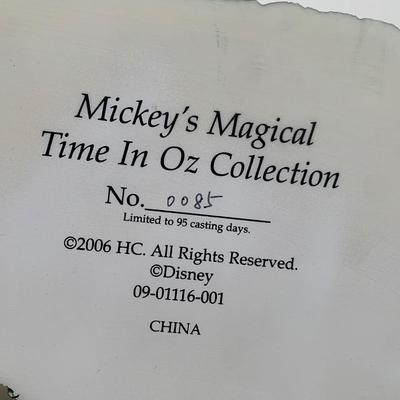 Mickey's Magical
Time In Oz Collection
No. 0085
Limited to 95 casting days.
©2006 HC. All Rights Reserved.
©Disney
09-01116-001
CHINA